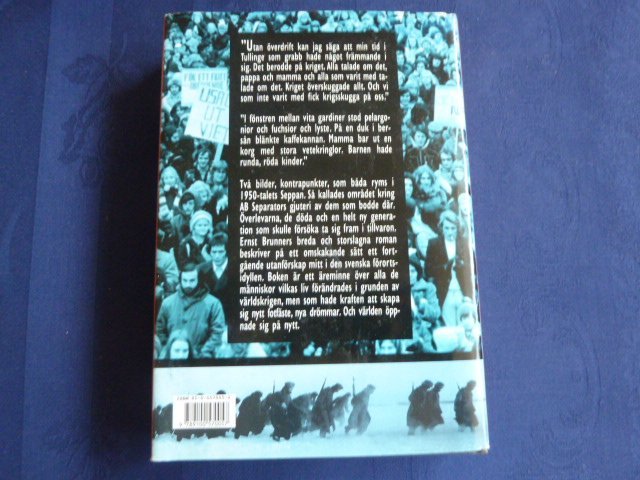 "Utan överdrift kan jag säga att min tid i
Tullinge som grabb hade något främmande i
sig. Det berodde på kriget. Alla talade om det,
pappa och mamma och alla som varit med ta-
lade om det. Kriget överskuggade allt. Och vi
som inte varit med fick krigsskugga på oss."
"I fönstren mellan vita gardiner stod pelargo-
nior och fuchsior och lyste. På en duk i ber-
sån blänkte kaffekannan. Mamma bar ut en
korg med stora vetekringlor. Barnen hade
runda, röda kinder."
Två bilder, kontrapunkter, som båda ryms i
1950-talets Seppan. Så kallades området kring
AB Separators gjuteri av dem som bodde där.
Överlevarna, de döda och en helt ny genera-
tion som skulle försöka ta sig fram i tillvaron.
Ernst Brunners breda och storslagna roman
beskriver på ett omskakande sätt ett fort-
gående utanförskap mitt i den svenska förorts-
idyllen. Boken är ett äreminne över alla de
människor vilkas liv förändrades i grunden av
världskrigen, men som hade kraften att skapa
sig nytt fotfäste, nya drömmar. Och världen öpp-
nade sig på nytt.
FÖR ETT FRITT
USA
UT
VIET